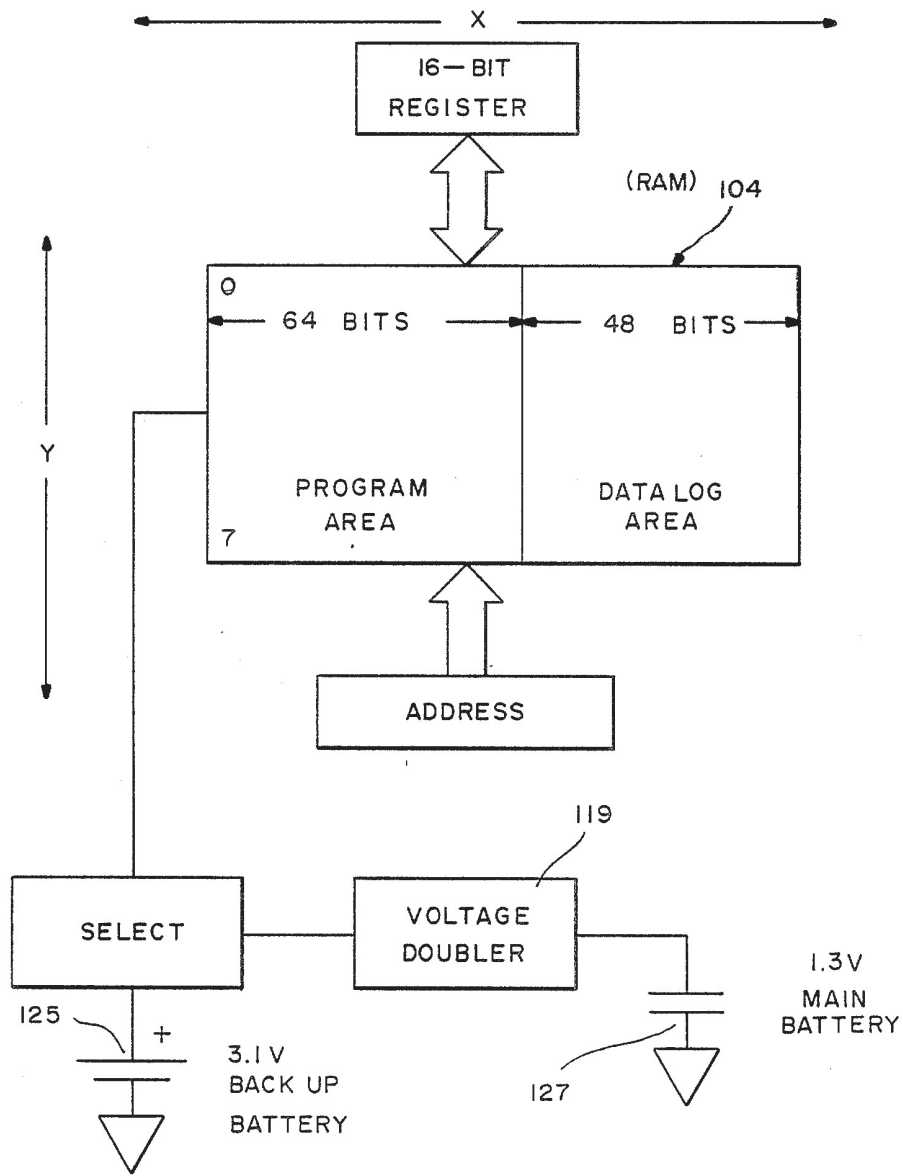 X
16-BIT
REGISTER
(RAM) 104
0
64 BITS
48 BITS
Y
PROGRAM
AREA
DATA LOG
AREA
7
ADDRESS
119
SELECT
VOLTAGE
DOUBLER
1.3V
MAIN
BATTERY
125
+
3.1V
BACK UP
BATTERY
127